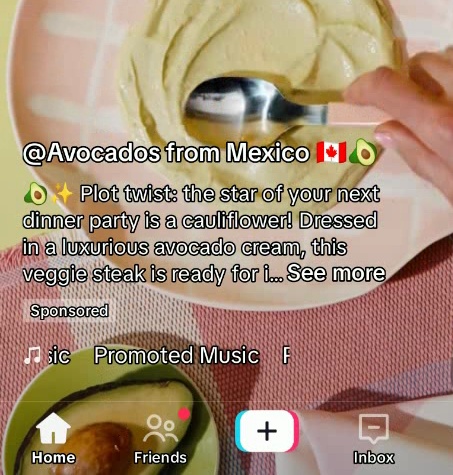 @Avocados from Mexico 🇨🇦🥑
🥑✨ Plot twist: the star of your next
dinner party is a cauliflower! Dressed
in a luxurious avocado cream, this
veggie steak is ready for i... See more
Sponsored
sic Promoted Music
Home Friends Inbox